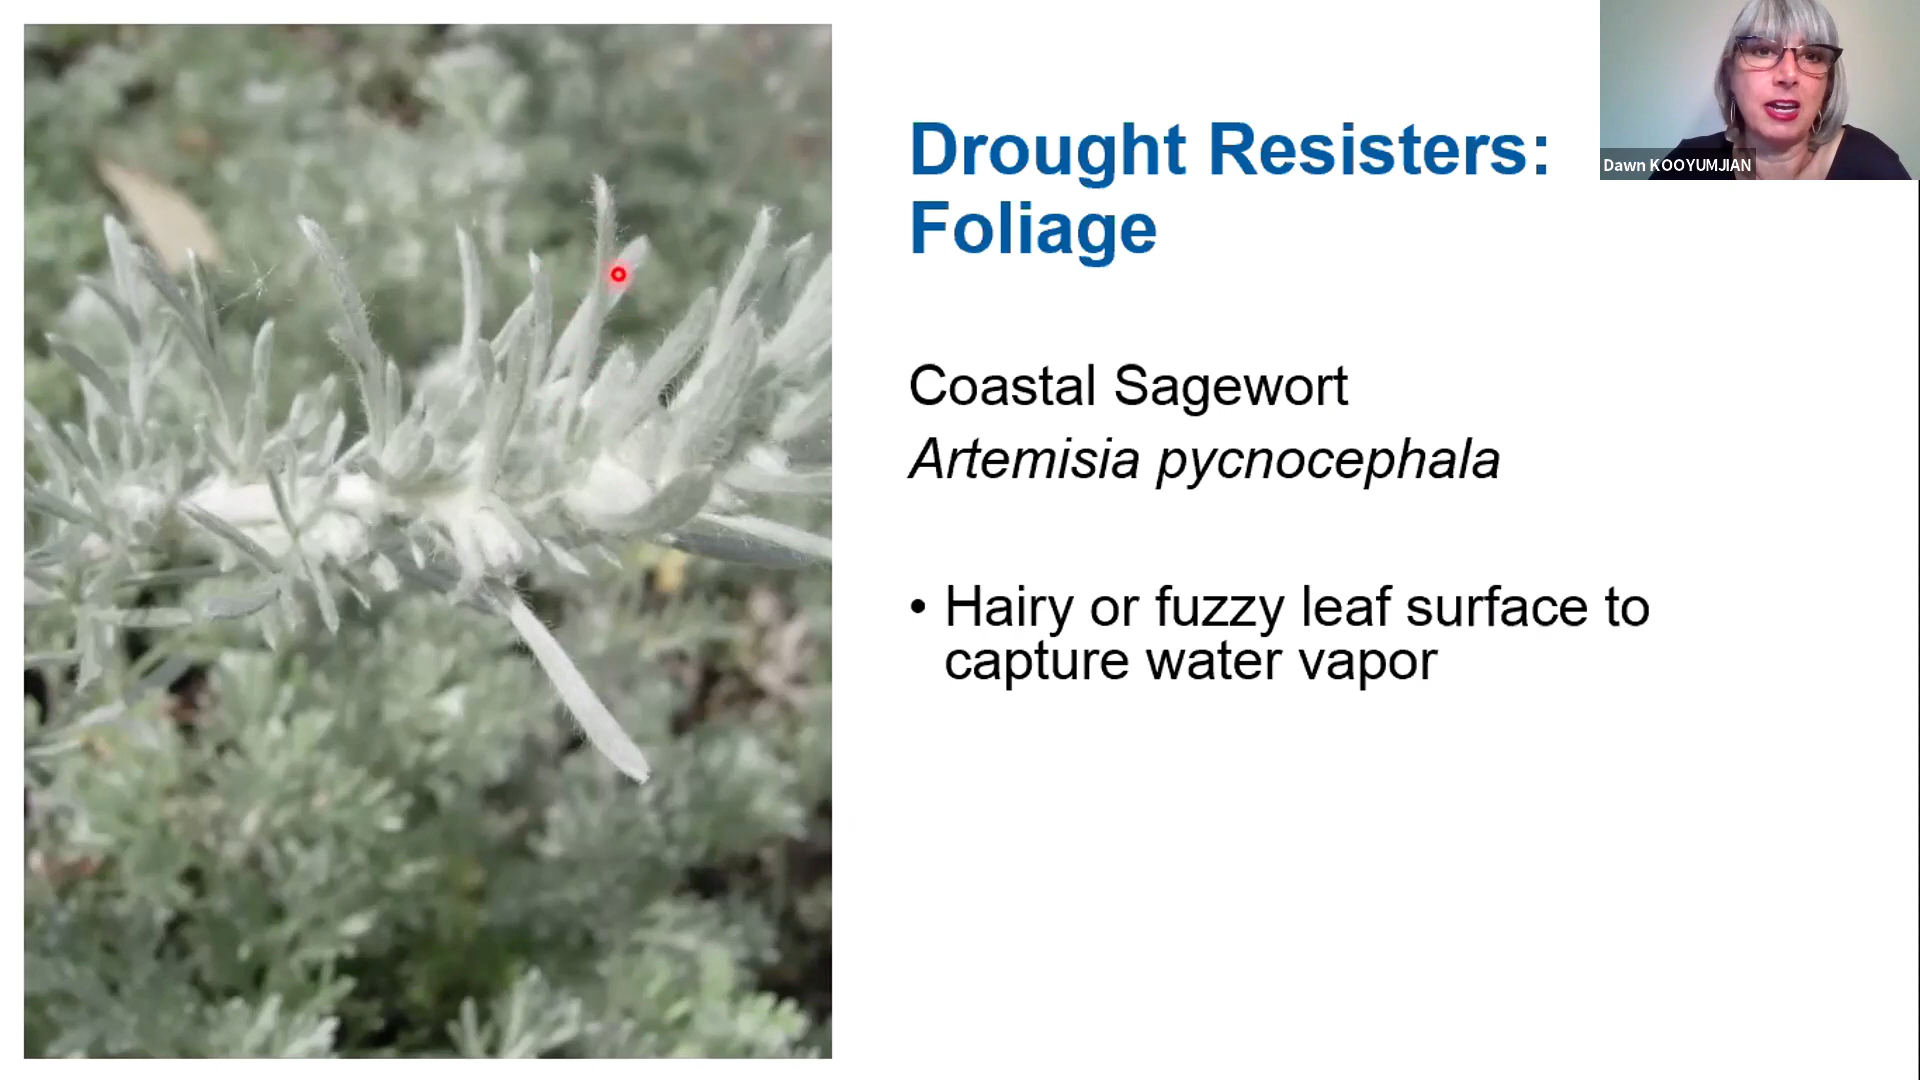 Drought Resisters:
Foliage
Dawn KOOYUMJIAN
Coastal Sagewort
Artemisia pycnocephala
• Hairy or fuzzy leaf surface to
capture water vapor